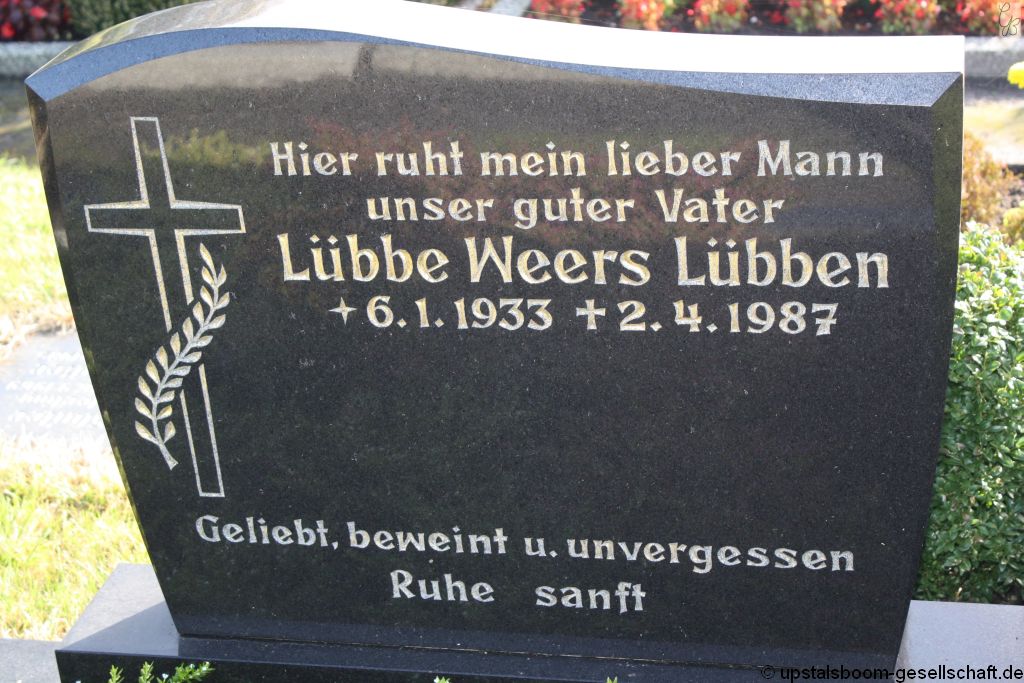 Hier ruht mein lieber Mann
unser guter Vater
Lübbe Weers Lübben
✦ 6. 1. 1933 ✝ 2. 4. 1987
Geliebt, beweint u. unvergessen
Ruhe sanft
© upstalsboom-gesellschaft.de